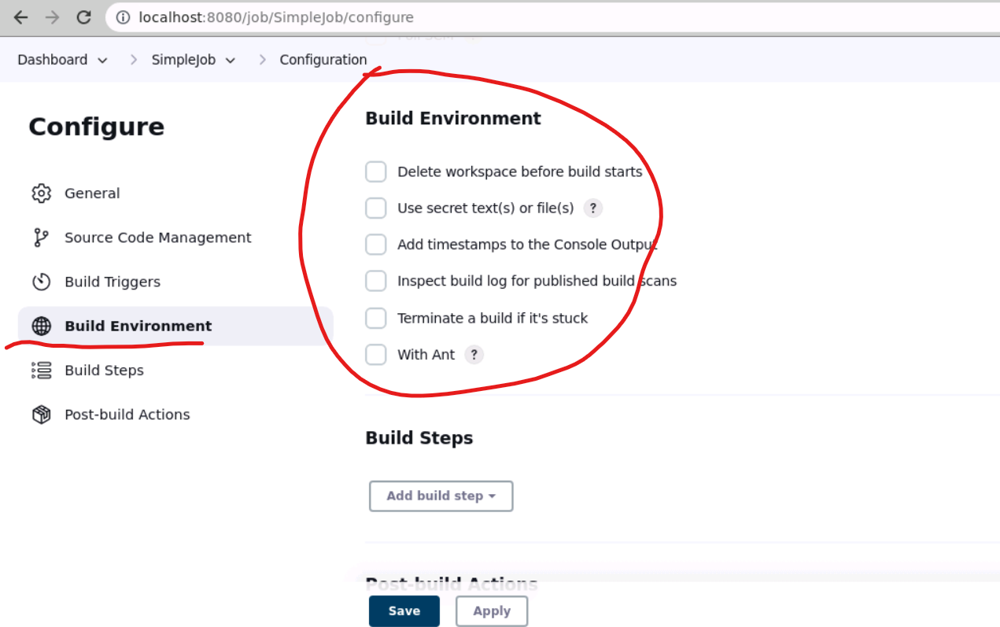 localhost:8080/job/SimpleJob/configure
Dashboard
SimpleJob
Configuration
Configure
General
Source Code Management
Build Triggers
Build Environment
Build Steps
Post-build Actions
Build Environment
Delete workspace before build starts
Use secret text(s) or file(s) ?
Add timestamps to the Console Output
Inspect build log for published build scans
Terminate a build if it's stuck
With Ant ?
Build Steps
Add build step
Post-build Actions
Save
Apply